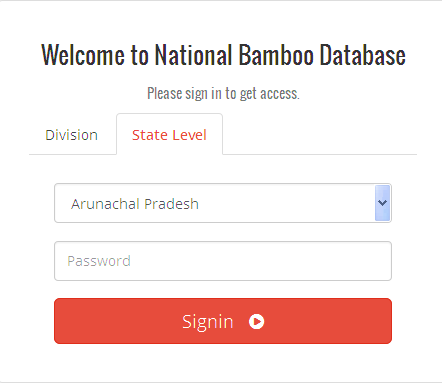 Welcome to National Bamboo Database
Please sign in to get access.
Division
State Level
Arunachal Pradesh
Password
Signin